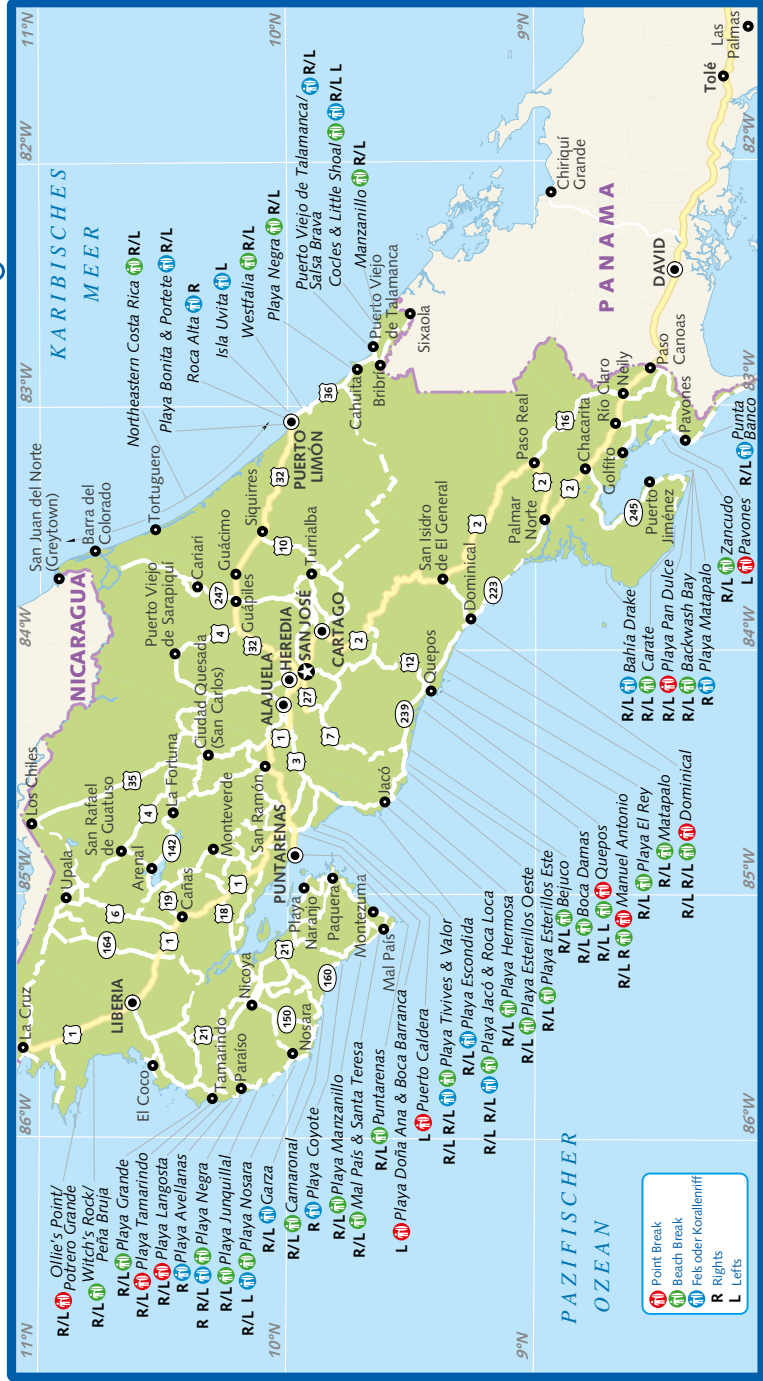 11°N
10°N
9°N
86°W
85°W
84°W
83°W
82°W
KARIBISCHES
MEER
PAZIFISCHER
OZEAN
NICARAGUA
PANAMA
San Juan del Norte
(Greytown)
Barra del
Colorado
Tortuguero
Los Chiles
Upala
La Cruz
San Rafael
de Guatuso
La Fortuna
Arenal
Cañas
Monteverde
San Ramón
Ciudad Quesada
(San Carlos)
Puerto Viejo
de Sarapiquí
Cariari
Guácimo
Guápiles
Siquirres
Turrialba
PUERTO
LIMÓN
ALAJUELA
HEREDIA
SAN JOSÉ
CARTAGO
LIBERIA
El Coco
Tamarindo
Paraíso
Nicoya
Nosara
PUNTARENAS
Playa
Naranjo
Paquera
Montezuma
Mal País
Jacó
Quepos
Dominical
San Isidro
de El General
Palmar
Norte
Paso Real
Chacarita
Río Claro
Neily
Golfito
Puerto
Jiménez
Pavones
Paso
Canoas
Cahuita
Bribri
Puerto Viejo
de Talamanca
Sixaola
Chiriquí
Grande
DAVID
Tolé
Las
Palmas
1
1
1
1
2
2
2
2
3
4
4
6
7
10
12
16
18
19
21
21
27
32
32
35
36
142
150
160
164
223
239
245
247
Northeastern Costa Rica R/L
Playa Bonita & Portete R/L
Roca Alta R
Isla Uvita L
Westfalia R/L
Playa Negra R/L
Puerto Viejo de Talamanca/
Salsa Brava R/L
Cocles & Little Shoal R/L L
Manzanillo R/L
R/L Ollie's Point/
Potrero Grande
R/L Witch's Rock/
Peña Bruja
R/L Playa Grande
R/L Playa Tamarindo
R/L Playa Langosta
R Playa Avellanas
R R/L Playa Negra
R/L Playa Junquillal
R/L L Playa Nosara
R/L Garza
R/L Camaronal
R Playa Coyote
R/L Playa Manzanillo
R/L Mal País & Santa Teresa
R/L Puntarenas
L Playa Doña Ana & Boca Barranca
L Puerto Caldera
R/L R/L Playa Tivives & Valor
R/L Playa Escondida
R/L R/L Playa Jacó & Roca Loca
R/L Playa Hermosa
R/L Playa Esterillos Oeste
R/L Playa Esterillos Este
R/L Bejuco
R/L Boca Damas
R/L L Quepos
R/L R Manuel Antonio
R/L Playa El Rey
R/L Matapalo
R/L R/L Dominical
R/L Bahía Drake
R/L Carate
R/L Playa Pan Dulce
R/L Backwash Bay
R Playa Matapalo
R/L Zancudo
L Pavones
R/L Punta
Banco
Point Break
Beach Break
Fels oder Korallenriff
R Rights
L Lefts